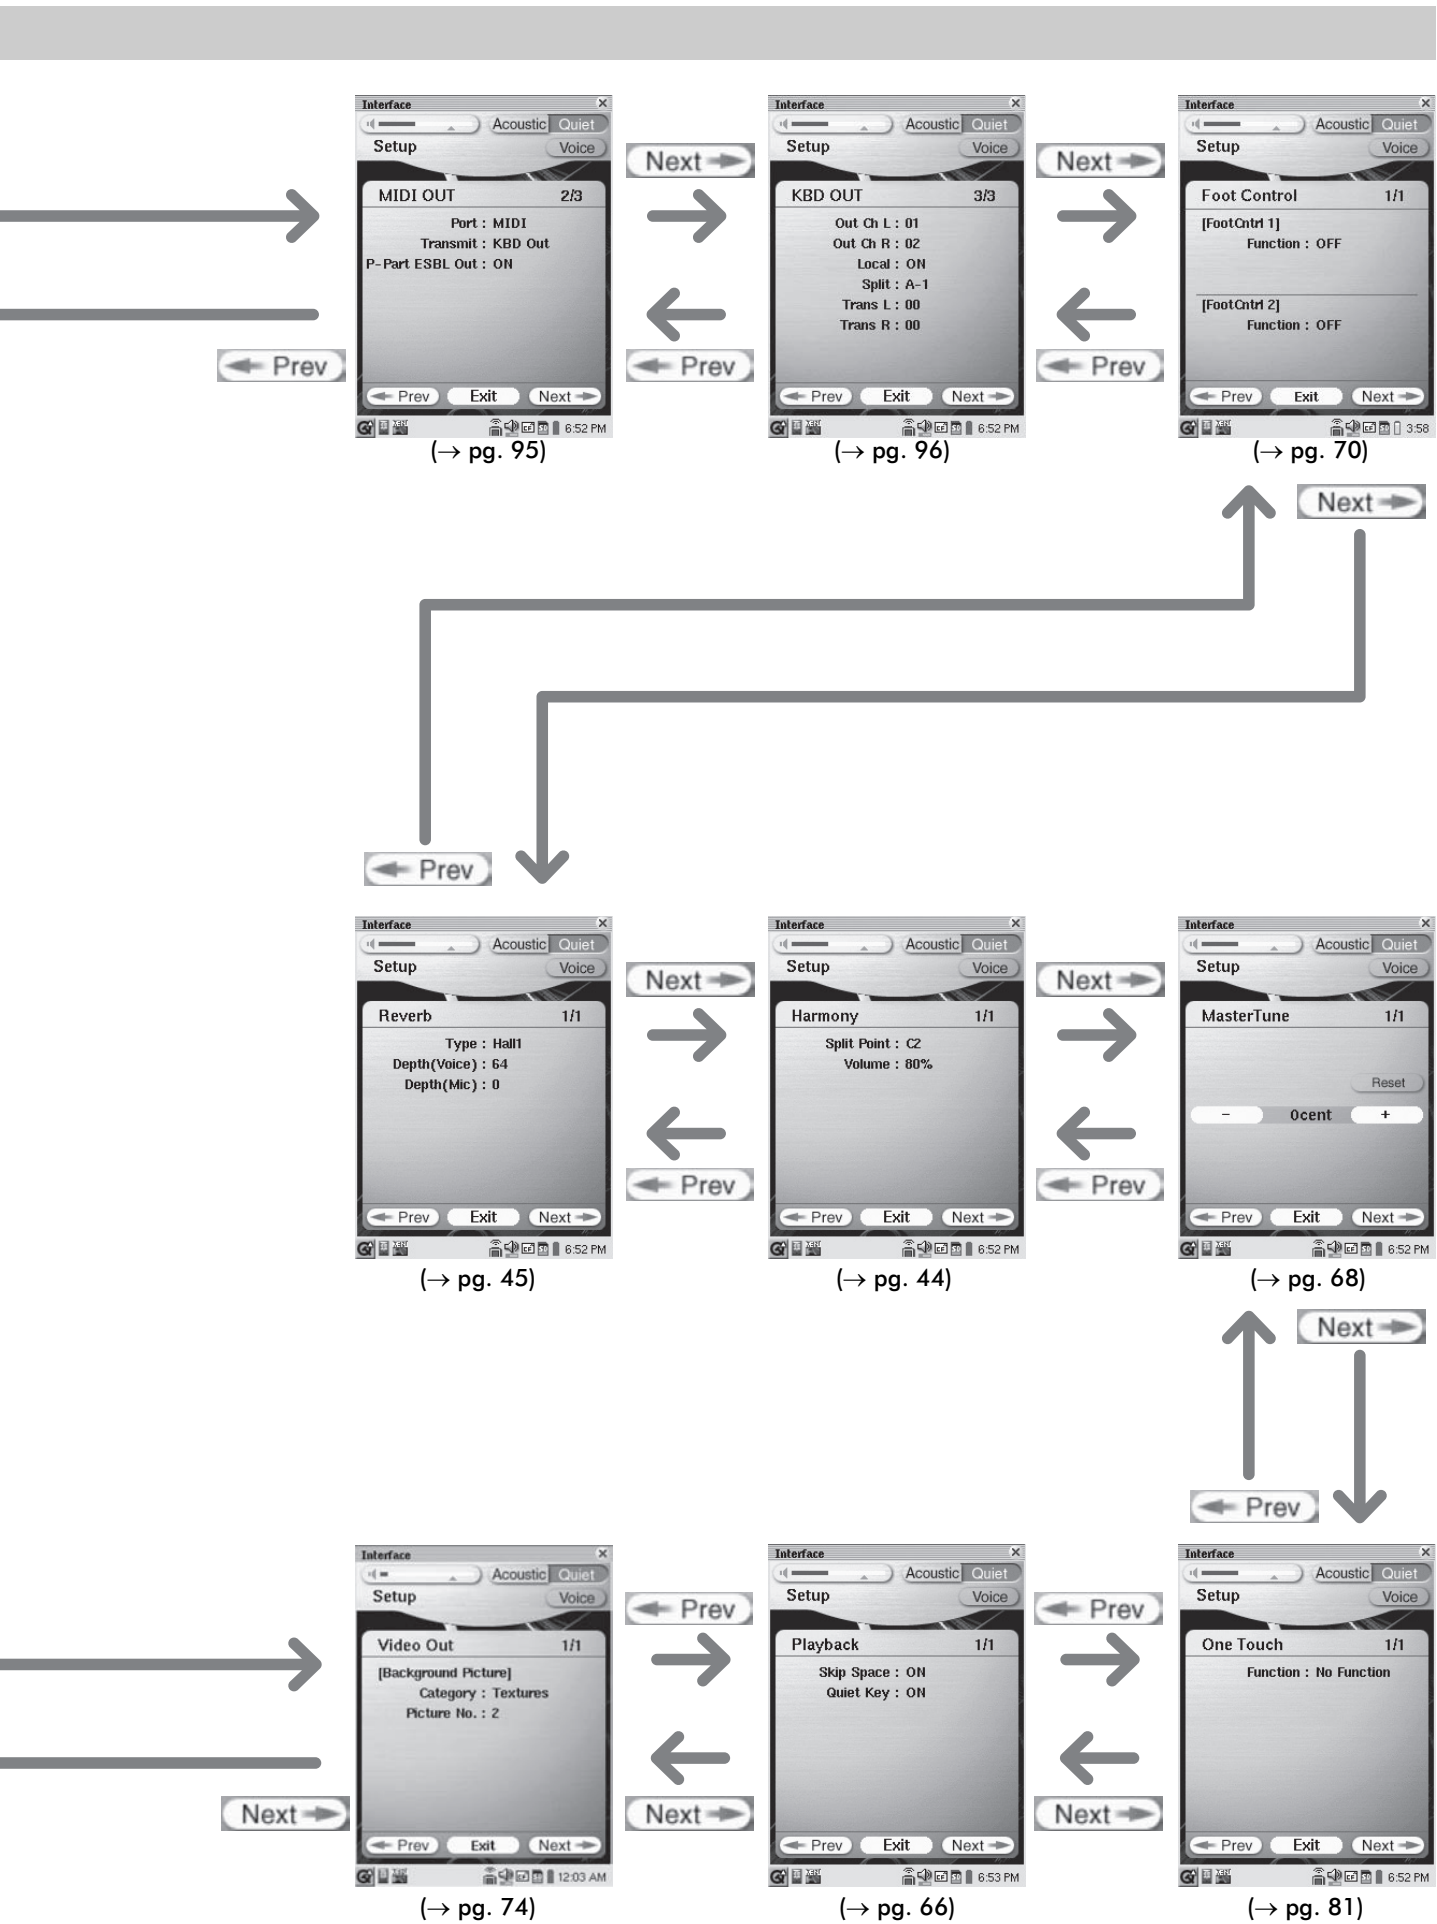 Interface
Acoustic Quiet
Setup Voice
MIDI OUT 2/3
Port : MIDI
Transmit : KBD Out
P-Part ESBL Out : ON
Prev Exit Next
6:52 PM
(→ pg. 95)
Prev
Next
Prev
Interface
Acoustic Quiet
Setup Voice
KBD OUT 3/3
Out Ch L : 01
Out Ch R : 02
Local : ON
Split : A-1
Trans L : 00
Trans R : 00
Prev Exit Next
6:52 PM
(→ pg. 96)
Next
Prev
Interface
Acoustic Quiet
Setup Voice
Foot Control 1/1
[FootCntrl 1]
Function : OFF
[FootCntrl 2]
Function : OFF
Prev Exit Next
3:58
(→ pg. 70)
Next
Prev
Interface
Acoustic Quiet
Setup Voice
Reverb 1/1
Type : Hall1
Depth(Voice) : 64
Depth(Mic) : 0
Prev Exit Next
6:52 PM
(→ pg. 45)
Next
Prev
Interface
Acoustic Quiet
Setup Voice
Harmony 1/1
Split Point : C2
Volume : 80%
Prev Exit Next
6:52 PM
(→ pg. 44)
Next
Prev
Interface
Acoustic Quiet
Setup Voice
MasterTune 1/1
Reset
- 0cent +
Prev Exit Next
6:52 PM
(→ pg. 68)
Next
Prev
Interface
Acoustic Quiet
Setup Voice
Video Out 1/1
[Background Picture]
Category : Textures
Picture No. : 2
Prev Exit Next
12:03 AM
(→ pg. 74)
Next
Prev
Next
Interface
Acoustic Quiet
Setup Voice
Playback 1/1
Skip Space : ON
Quiet Key : ON
Prev Exit Next
6:53 PM
(→ pg. 66)
Prev
Next
Interface
Acoustic Quiet
Setup Voice
One Touch 1/1
Function : No Function
Prev Exit Next
6:52 PM
(→ pg. 81)